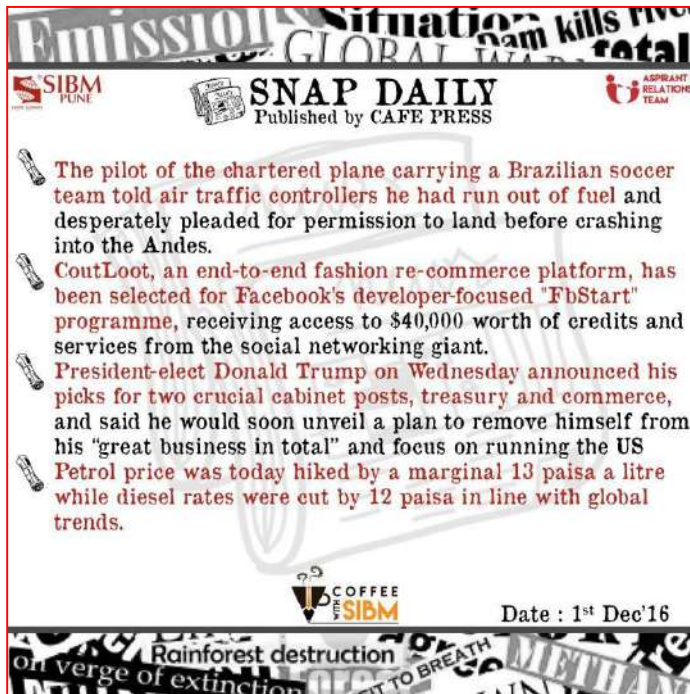 Emission
Situation
Dam kills
total
GLOBAL
SIBM
PUNE
SNAP DAILY
Published by CAFE PRESS
ASPIRANT
RELATIONS
TEAM
The pilot of the chartered plane carrying a Brazilian soccer
team told air traffic controllers he had run out of fuel and
desperately pleaded for permission to land before crashing
into the Andes.
CoutLoot, an end-to-end fashion re-commerce platform, has
been selected for Facebook's developer-focused "FbStart"
programme, receiving access to $40,000 worth of credits and
services from the social networking giant.
President-elect Donald Trump on Wednesday announced his
picks for two crucial cabinet posts, treasury and commerce,
and said he would soon unveil a plan to remove himself from
his “great business in total” and focus on running the US
Petrol price was today hiked by a marginal 13 paisa a litre
while diesel rates were cut by 12 paisa in line with global
trends.
COFFEE
WITH SIBM
Date : 1st Dec'16
Rainforest destruction
on verge of extinction
TO BREATH
METHAN